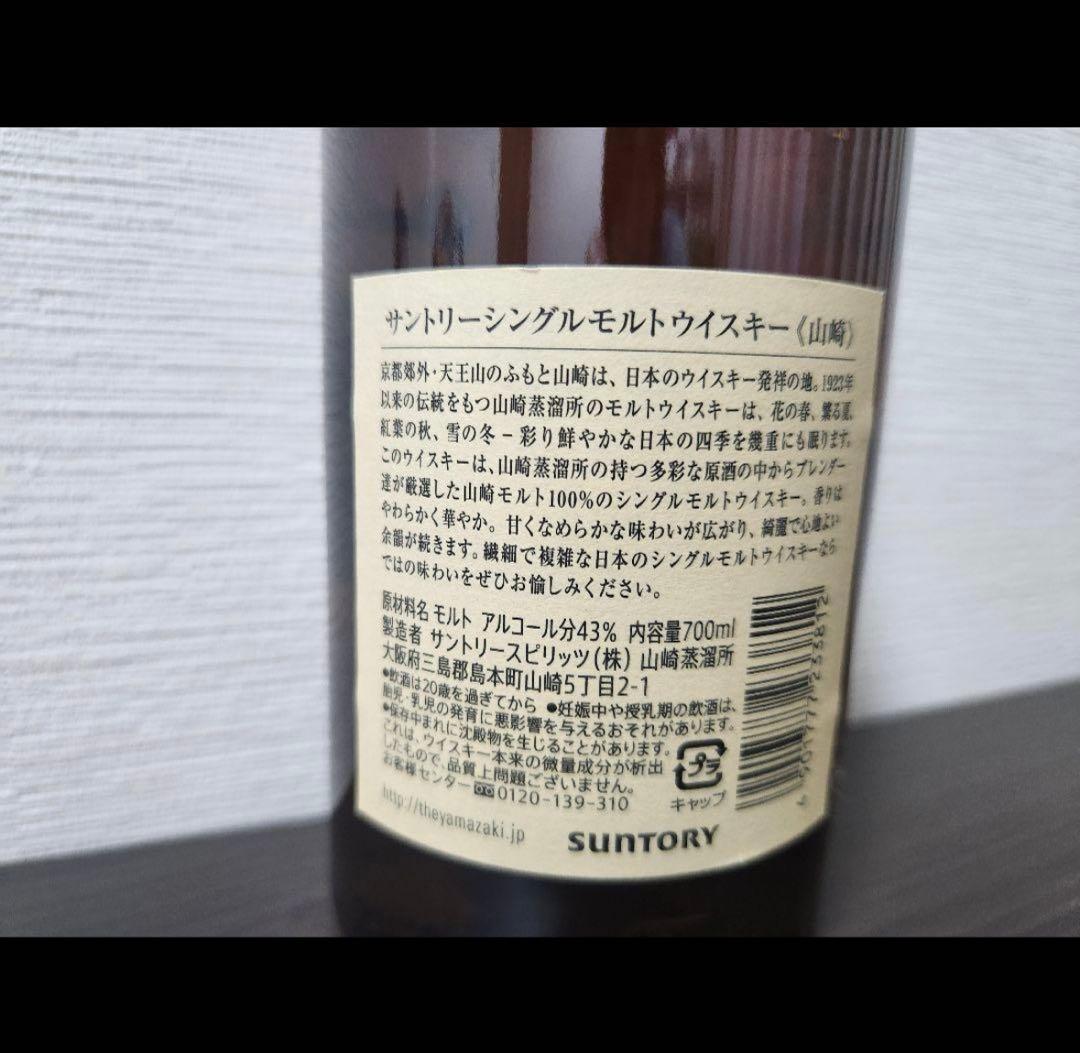 サントリーシングルモルトウイスキー《山崎》
京都郊外・天王山のふもと山崎は、日本のウイスキー発祥の地。1923年
以来の伝統をもつ山崎蒸溜所のモルトウイスキーは、花の春、繁る夏、
紅葉の秋、雪の冬－彩り鮮やかな日本の四季を幾重にも眠ります。
このウイスキーは、山崎蒸溜所の持つ多彩な原酒の中からブレンダー
達が厳選した山崎モルト100%のシングルモルトウイスキー。香りは
やわらかく華やか。甘くなめらかな味わいが広がり、綺麗で心地よい
余韻が続きます。繊細で複雑な日本のシングルモルトウイスキーなら
ではの味わいをぜひお愉しみください。
原材料名 モルト アルコール分43% 内容量700ml
製造者 サントリースピリッツ(株) 山崎蒸溜所
大阪府三島郡島本町山崎5丁目2-1
●飲酒は20歳を過ぎてから ●妊娠中や授乳期の飲酒は、
胎児・乳児の発育に悪影響を与えるおそれがあります。
●保存中まれに沈殿物を生じることがあります。
これは、ウイスキー本来の微量成分が析出
したもので、品質上問題ございません。
お客様センター 0120-139-310
http://theyamazaki.jp
プラ
キャップ
SUNTORY
4 901777 233812